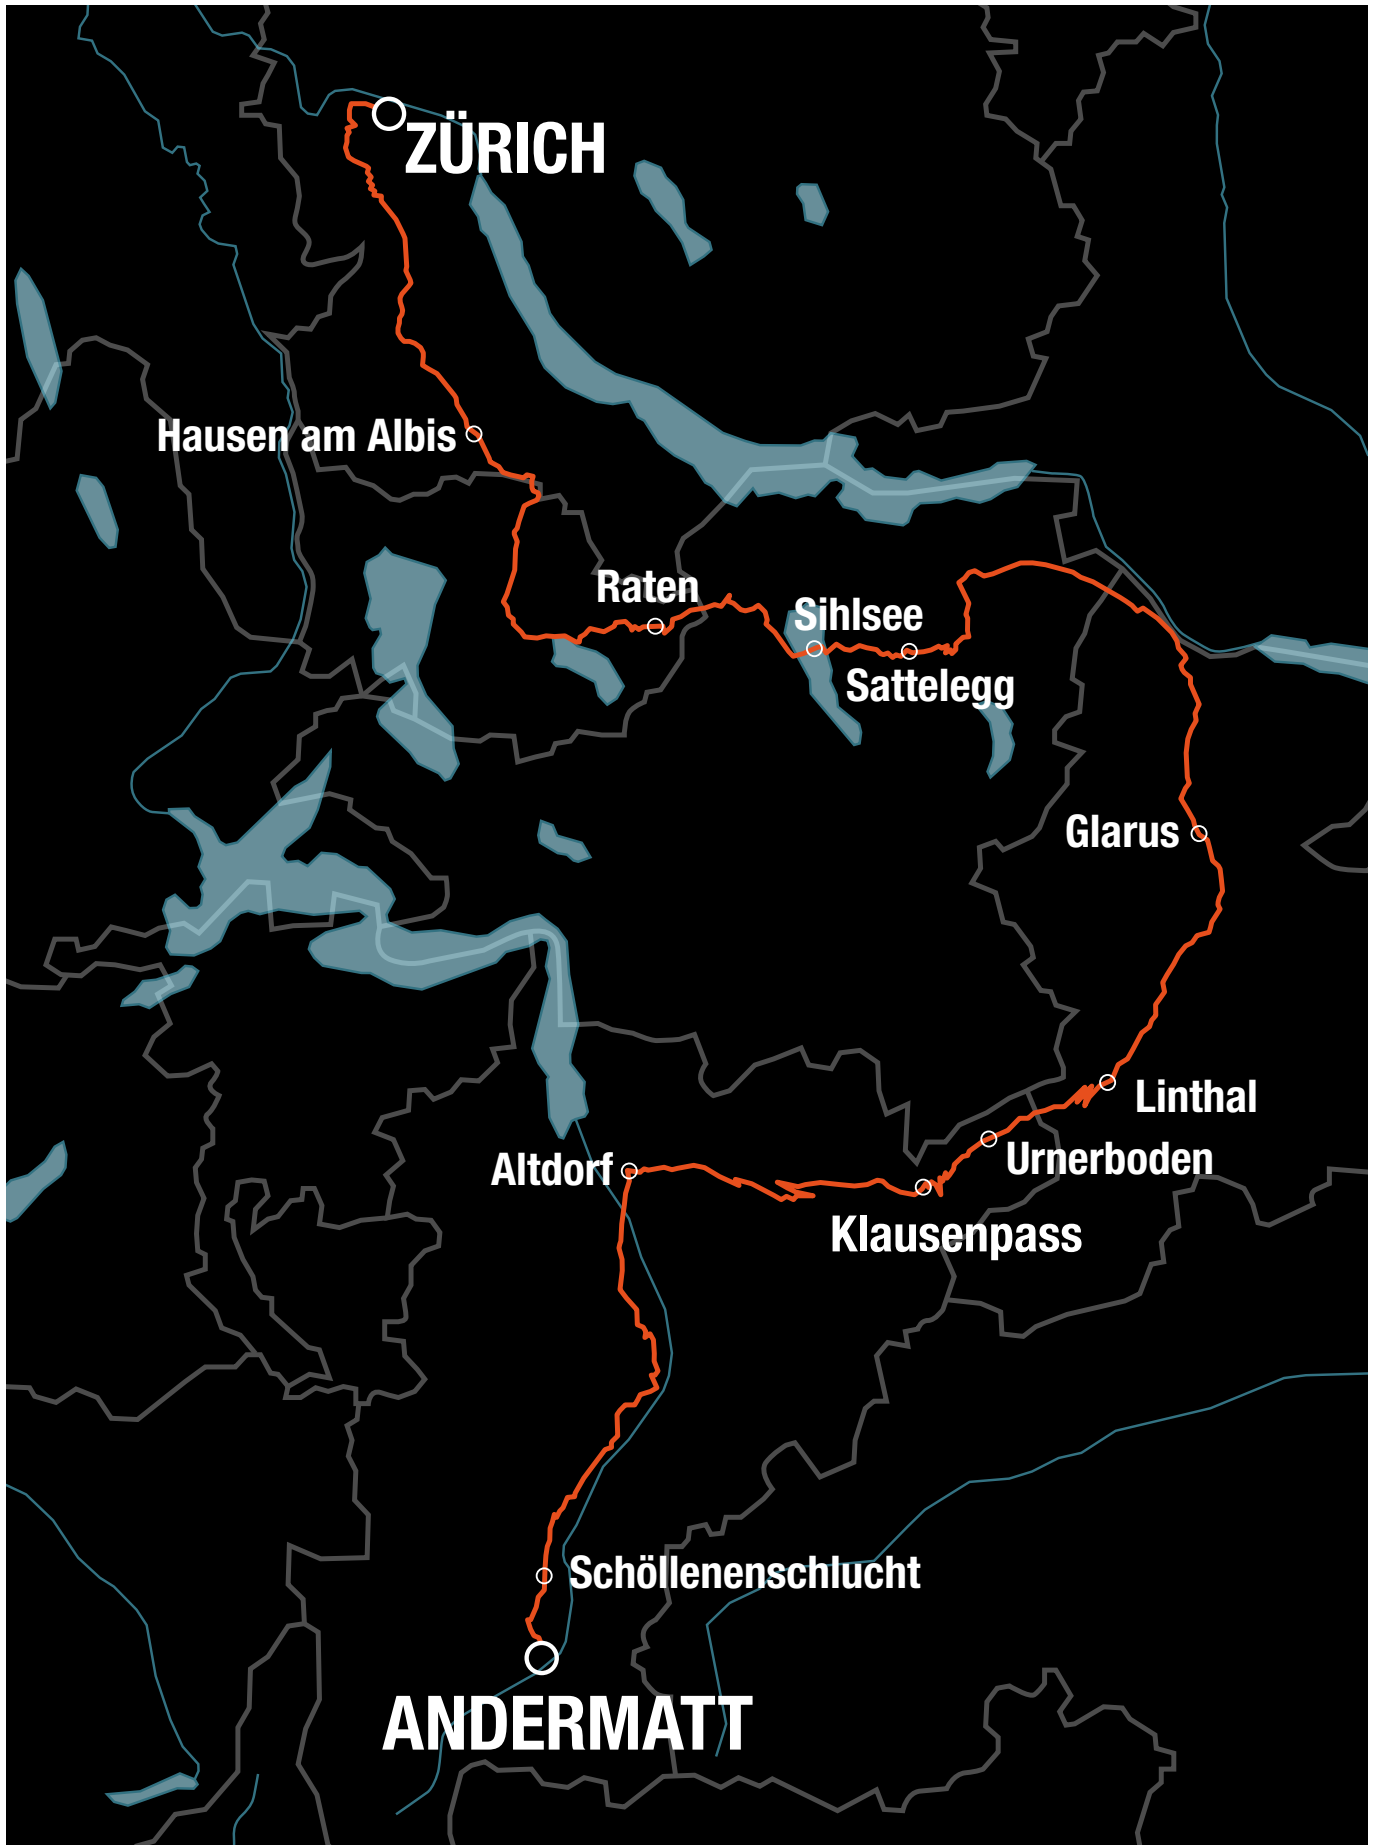 ZÜRICH
Hausen am Albis
Raten
Sihlsee
Sattelegg
Glarus
Linthal
Urnerboden
Altdorf
Klausenpass
Schöllenenschlucht
ANDERMATT